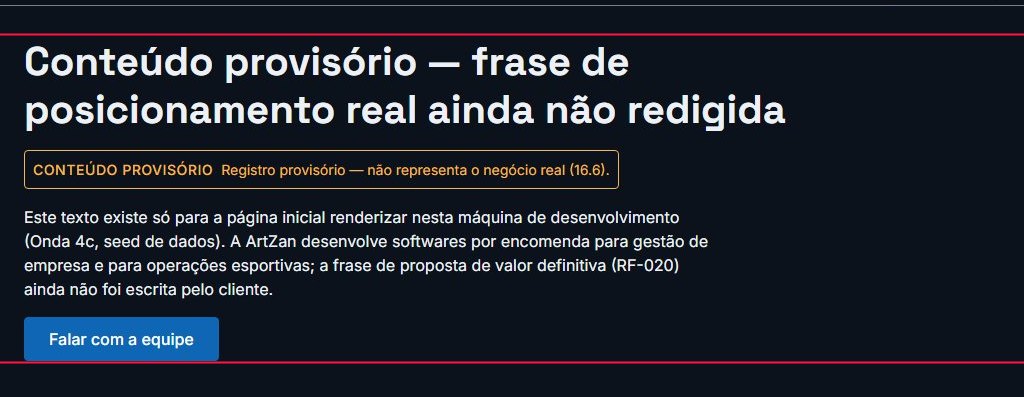 Conteúdo provisório — frase de
posicionamento real ainda não redigida
CONTEÚDO PROVISÓRIO Registro provisório — não representa o negócio real (16.6).
Este texto existe só para a página inicial renderizar nesta máquina de desenvolvimento
(Onda 4c, seed de dados). A ArtZan desenvolve softwares por encomenda para gestão de
empresa e para operações esportivas; a frase de proposta de valor definitiva (RF-020)
ainda não foi escrita pelo cliente.
Falar com a equipe